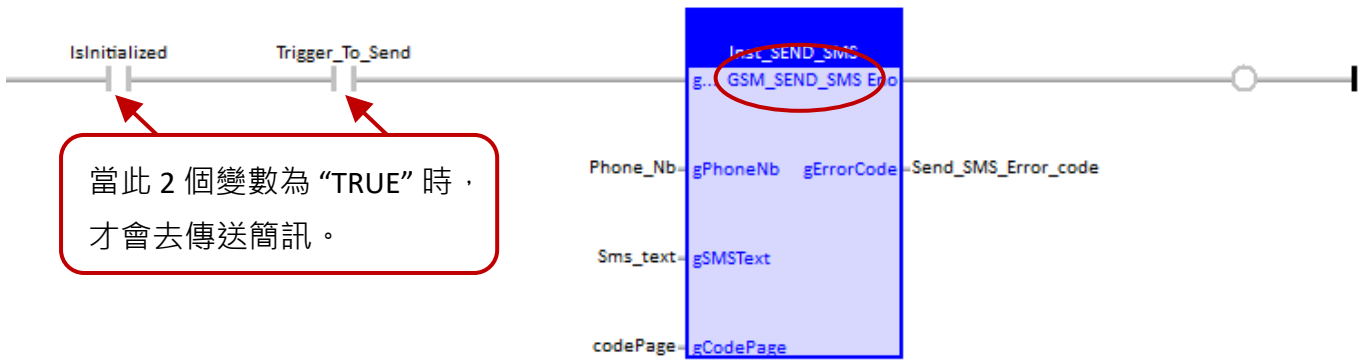 IsInitialized
Trigger_To_Send
Inst_SEND_SMS
g... GSM_SEND_SMS Eno
當此 2 個變數為 “TRUE” 時，
才會去傳送簡訊。
Phone_Nb
gPhoneNb
gErrorCode
Send_SMS_Error_code
Sms_text
gSMSText
codePage
gCodePage